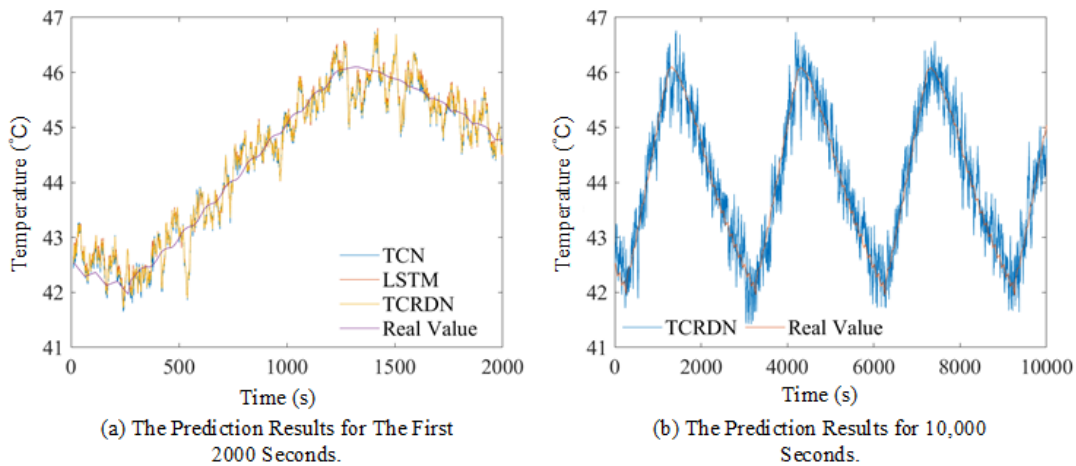 47
46
45
44
43
42
41
Temperature (°C)
TCN
LSTM
TCRDN
Real Value
0
500
1000
1500
2000
Time (s)
(a) The Prediction Results for The First
2000 Seconds.
47
46
45
44
43
42
41
Temperature (°C)
TCRDN
Real Value
0
2000
4000
6000
8000
10000
Time (s)
(b) The Prediction Results for 10,000
Seconds.